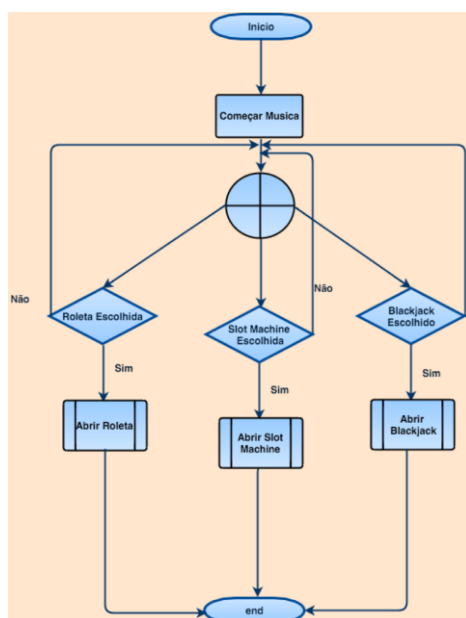 Inicio
Começar Musica
Não
Roleta Escolhida
Slot Machine
Escolhida
Não
Blackjack
Escolhido
Sim
Sim
Sim
Abrir Roleta
Abrir Slot
Machine
Abrir
Blackjack
end